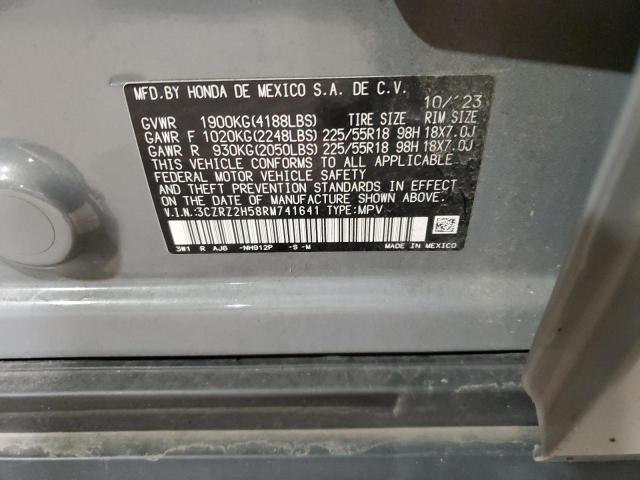 MFD.BY HONDA DE MEXICO S.A. DE C.V.
10/ 23
GVWR 1900KG(4188LBS) TIRE SIZE RIM SIZE
GAWR F 1020KG(2248LBS) 225/55R18 98H 18X7.0J
GAWR R 930KG(2050LBS) 225/55R18 98H 18X7.0J
THIS VEHICLE CONFORMS TO ALL APPLICABLE
FEDERAL MOTOR VEHICLE SAFETY
AND THEFT PREVENTION STANDARDS IN EFFECT
ON THE DATE OF MANUFACTURE SHOWN ABOVE.
V.I.N.3CZRZ2H58RM741641 TYPE:MPV
3W1 R AJ6 -NH912P -S -M MADE IN MEXICO